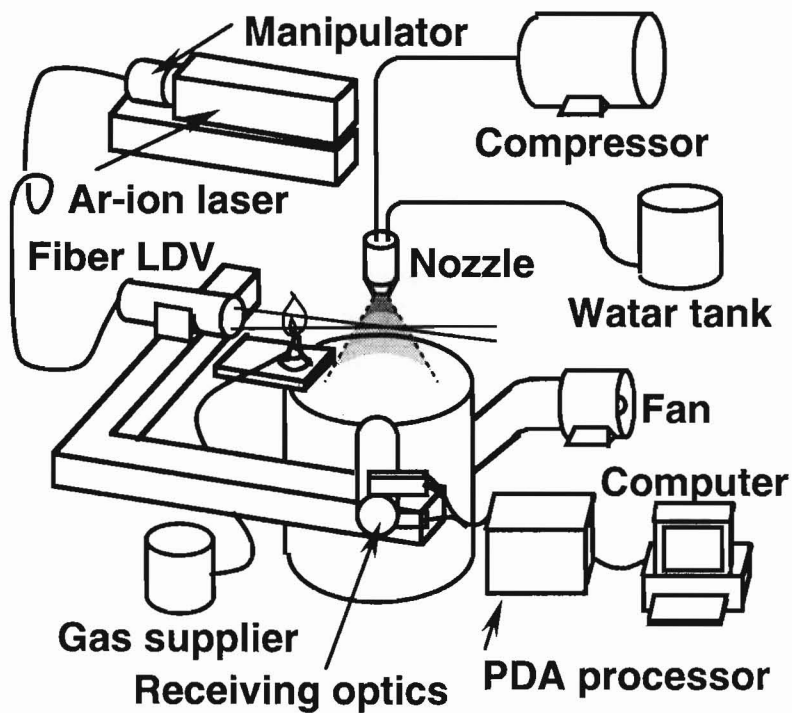 Manipulator
Compressor
Ar-ion laser
Fiber LDV
Nozzle
Watar tank
Fan
Computer
Gas supplier
PDA processor
Receiving optics